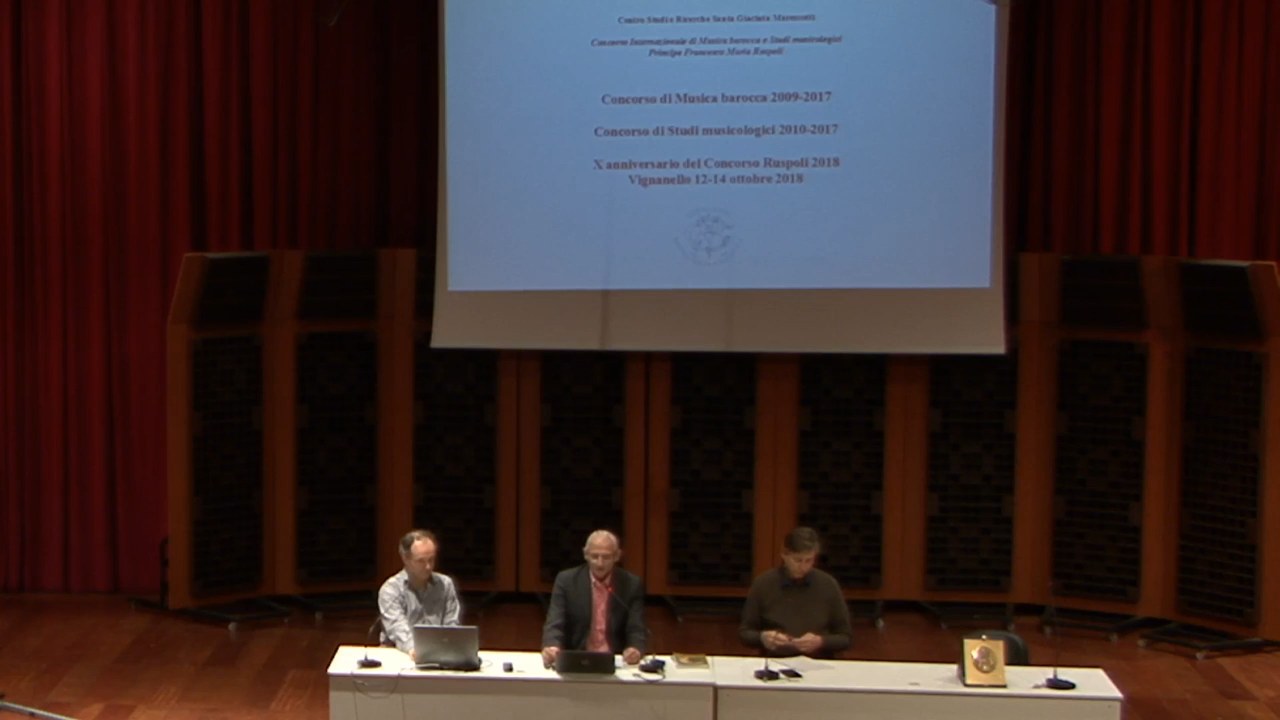 Centro Studi e Ricerche Santa Giacinta Marescotti
Concorso Internazionale di Musica barocca e Studi musicologici
Principe Francesco Maria Ruspoli
Concorso di Musica barocca 2009-2017
Concorso di Studi musicologici 2010-2017
X anniversario del Concorso Ruspoli 2018
Vignanello 12-14 ottobre 2018